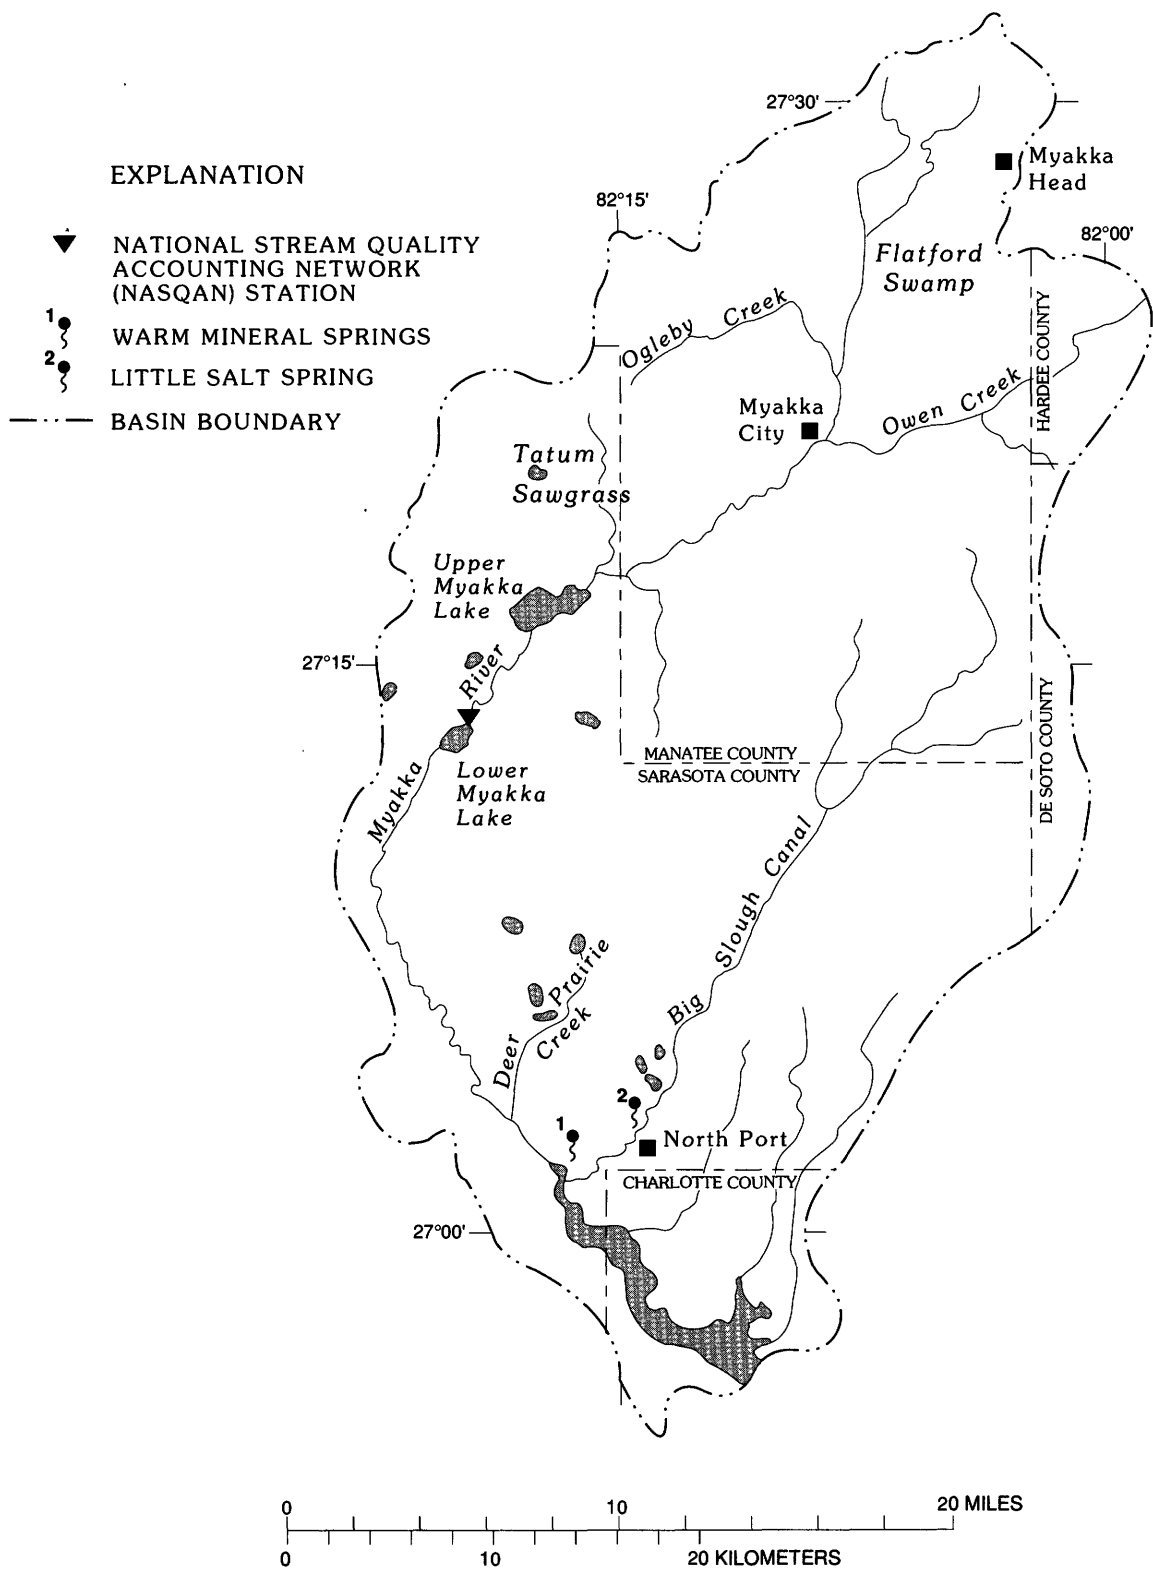 27°30'
Myakka
Head
EXPLANATION
82°15'
82°00'
NATIONAL STREAM QUALITY
ACCOUNTING NETWORK
(NASQAN) STATION
1
WARM MINERAL SPRINGS
2
LITTLE SALT SPRING
BASIN BOUNDARY
Flatford
Swamp
Ogleby Creek
HARDEE COUNTY
Owen Creek
Myakka
City
Tatum
Sawgrass
Upper
Myakka
Lake
27°15'
Myakka River
MANATEE COUNTY
SARASOTA COUNTY
DE SOTO COUNTY
Lower
Myakka
Lake
Big Slough Canal
Deer Prairie
Creek
2
1
North Port
CHARLOTTE COUNTY
27°00'
0 10 20 MILES
0 10 20 KILOMETERS